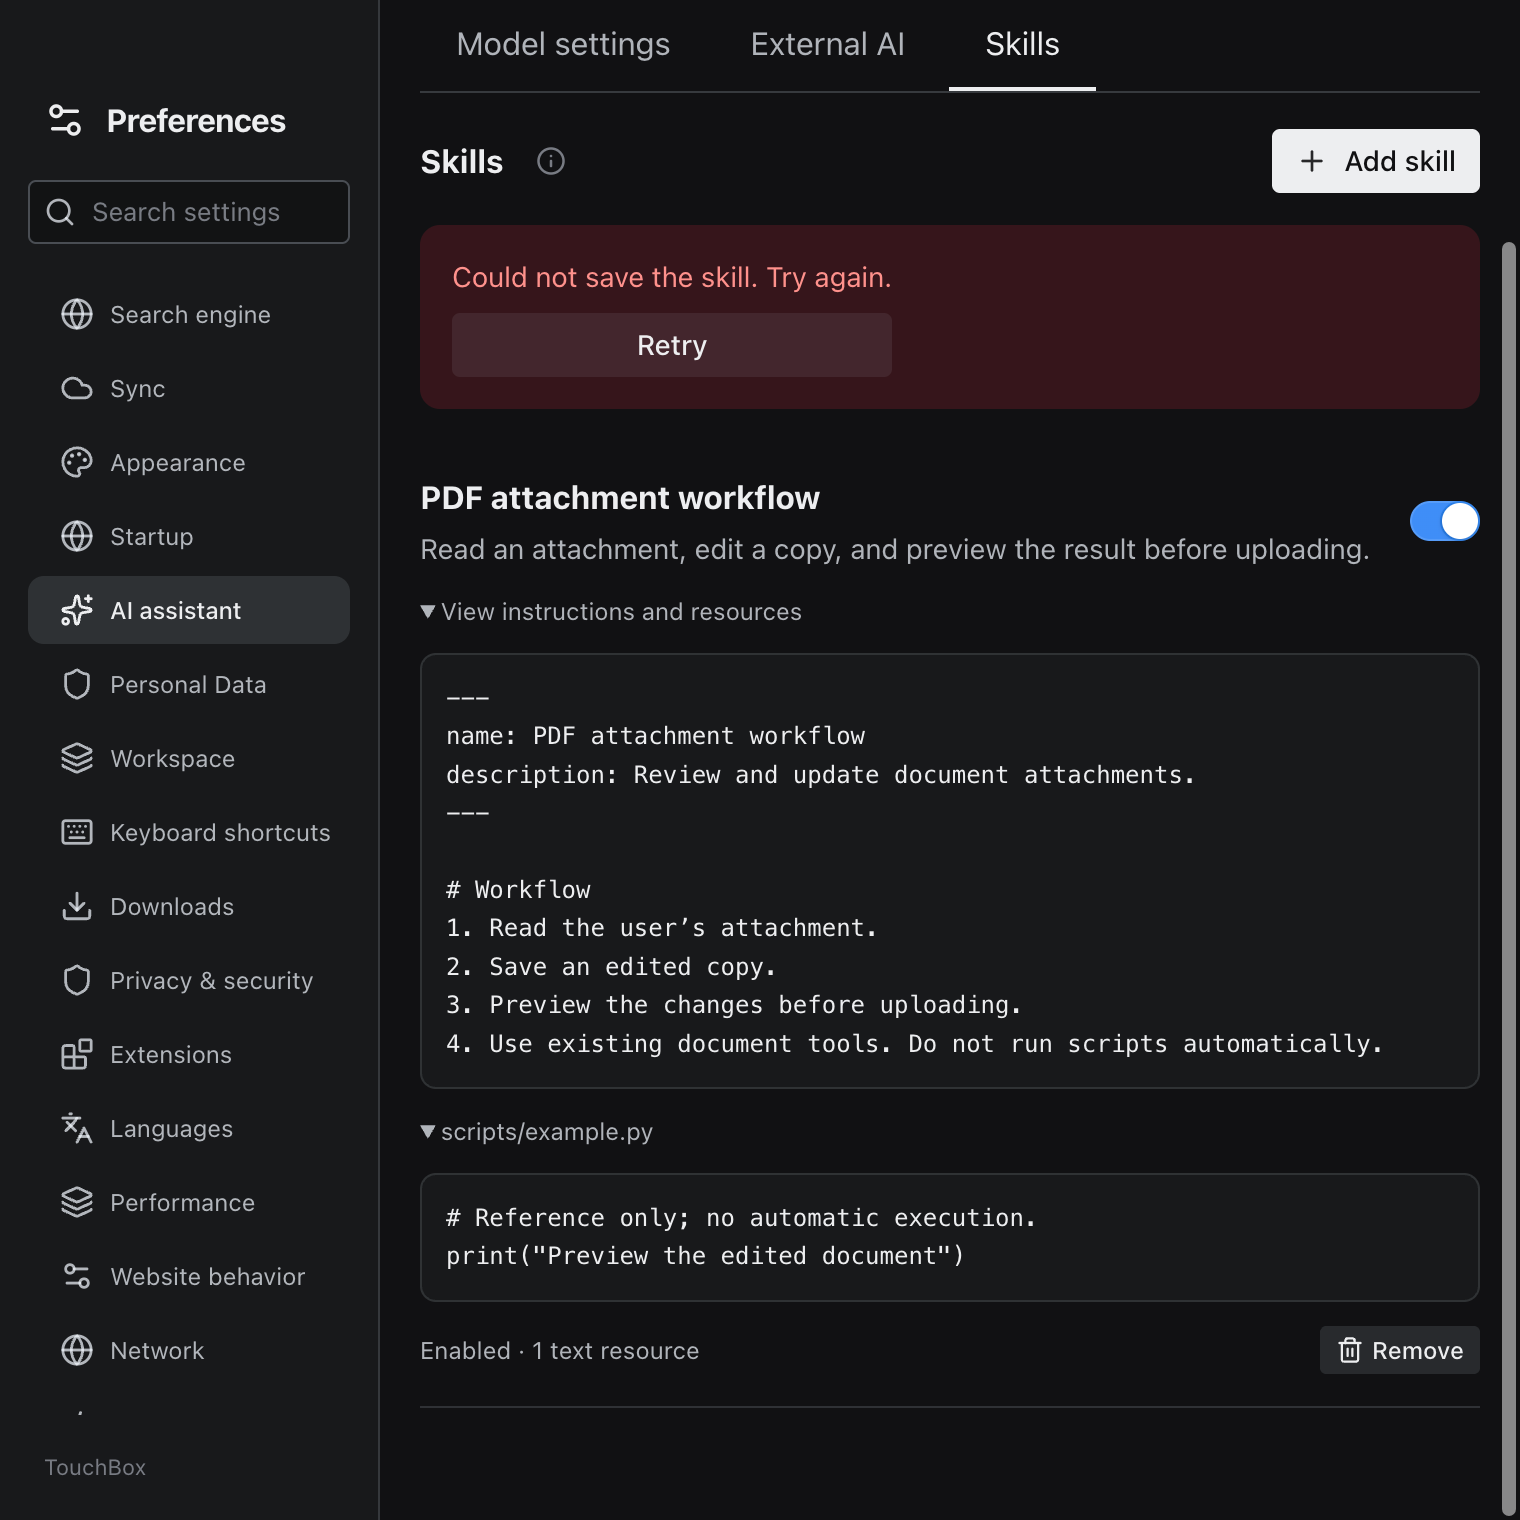 Preferences
Search settings
Search engine
Sync
Appearance
Startup
AI assistant
Personal Data
Workspace
Keyboard shortcuts
Downloads
Privacy & security
Extensions
Languages
Performance
Website behavior
Network
TouchBox
Model settings
External AI
Skills
Skills
Add skill
Could not save the skill. Try again.
Retry
PDF attachment workflow
Read an attachment, edit a copy, and preview the result before uploading.
View instructions and resources
---
name: PDF attachment workflow
description: Review and update document attachments.
---
# Workflow
1. Read the user’s attachment.
2. Save an edited copy.
3. Preview the changes before uploading.
4. Use existing document tools. Do not run scripts automatically.
scripts/example.py
# Reference only; no automatic execution.
print("Preview the edited document")
Enabled · 1 text resource
Remove